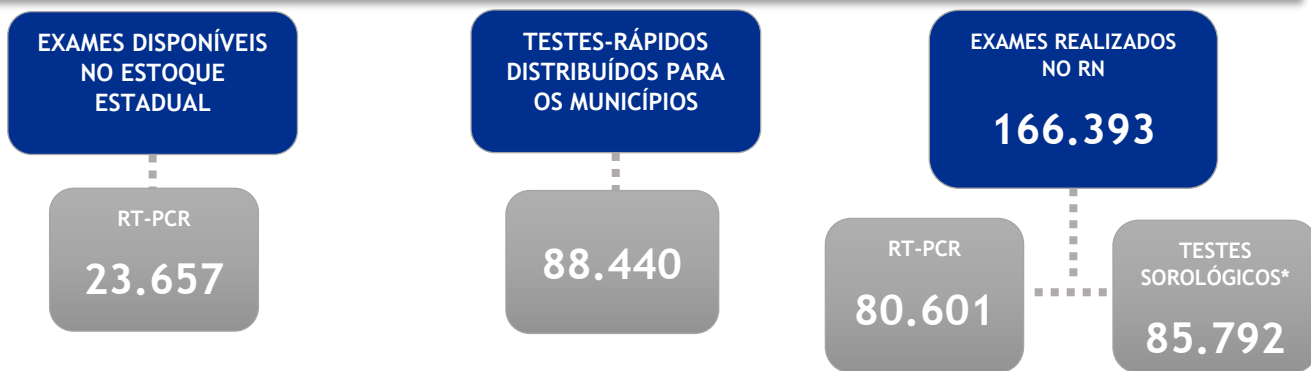 EXAMES DISPONÍVEIS
NO ESTOQUE
ESTADUAL
RT-PCR
23.657
TESTES-RÁPIDOS
DISTRIBUÍDOS PARA
OS MUNICÍPIOS
88.440
EXAMES REALIZADOS
NO RN
166.393
RT-PCR
80.601
TESTES
SOROLÓGICOS*
85.792